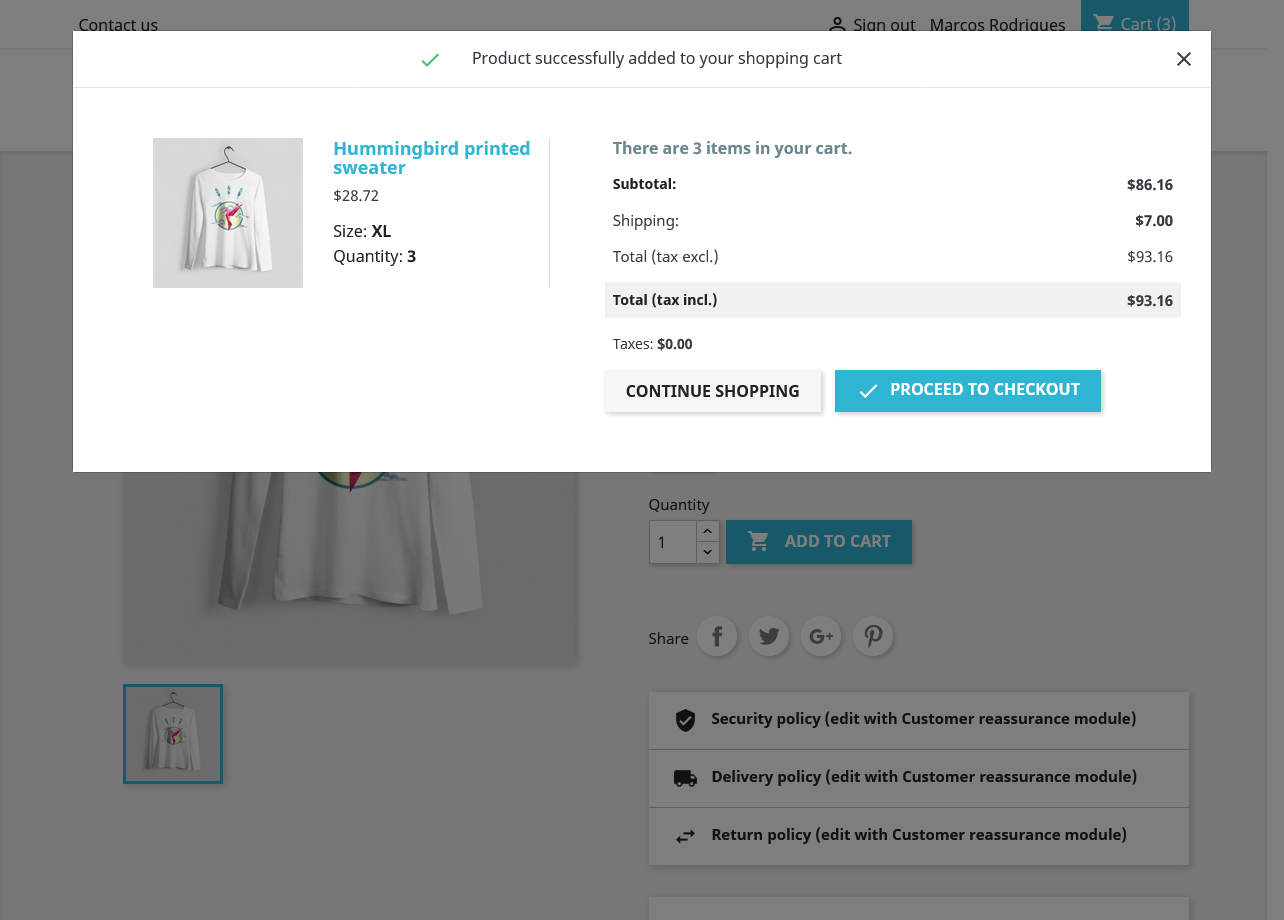 Contact us
Sign out
Marcos Rodrigues
Cart (3)
Product successfully added to your shopping cart
Hummingbird printed
sweater
$28.72
Size: XL
Quantity: 3
There are 3 items in your cart.
Subtotal: $86.16
Shipping: $7.00
Total (tax excl.) $93.16
Total (tax incl.) $93.16
Taxes: $0.00
CONTINUE SHOPPING
PROCEED TO CHECKOUT
Quantity
1
ADD TO CART
Share
Security policy (edit with Customer reassurance module)
Delivery policy (edit with Customer reassurance module)
Return policy (edit with Customer reassurance module)